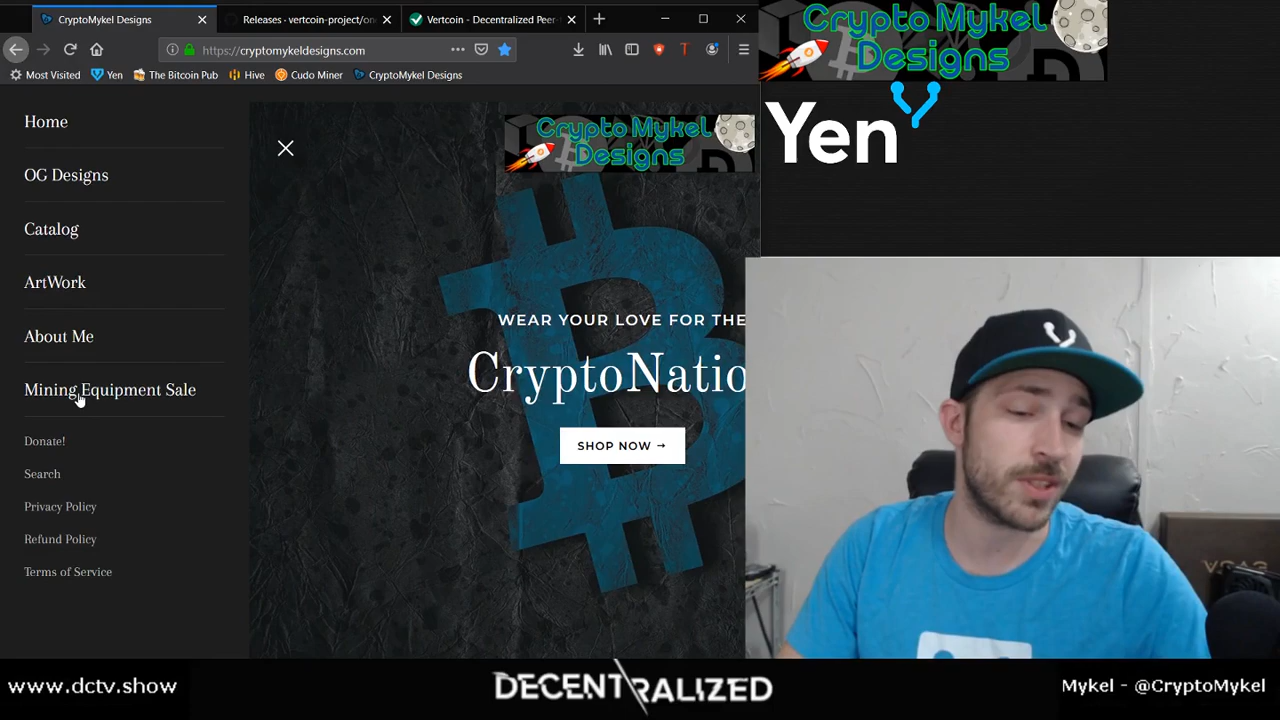 CryptoMykel Designs
Releases - vertcoin-project/on
Vertcoin - Decentralized Peer-
https://cryptomykeldesigns.com
Most Visited
Yen
The Bitcoin Pub
Hive
Cudo Miner
CryptoMykel Designs
Home
OG Designs
Catalog
ArtWork
About Me
Mining Equipment Sale
Donate!
Search
Privacy Policy
Refund Policy
Terms of Service
Crypto Mykel
Designs
WEAR YOUR LOVE FOR THE
CryptoNatio
SHOP NOW →
Crypto Mykel
Designs
Yen
www.dctv.show
DECENTRALIZED
Mykel - @CryptoMykel